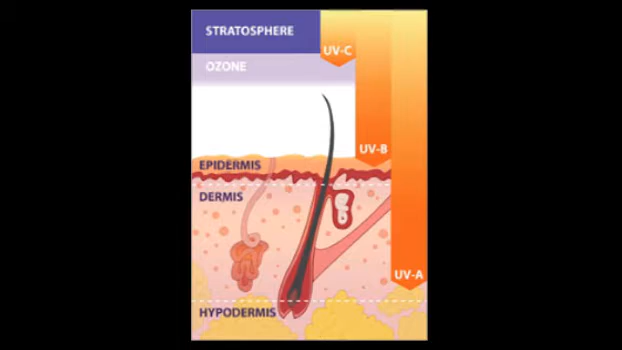 STRATOSPHERE
UV-C
OZONE
UV-B
EPIDERMIS
DERMIS
UV-A
HYPODERMIS